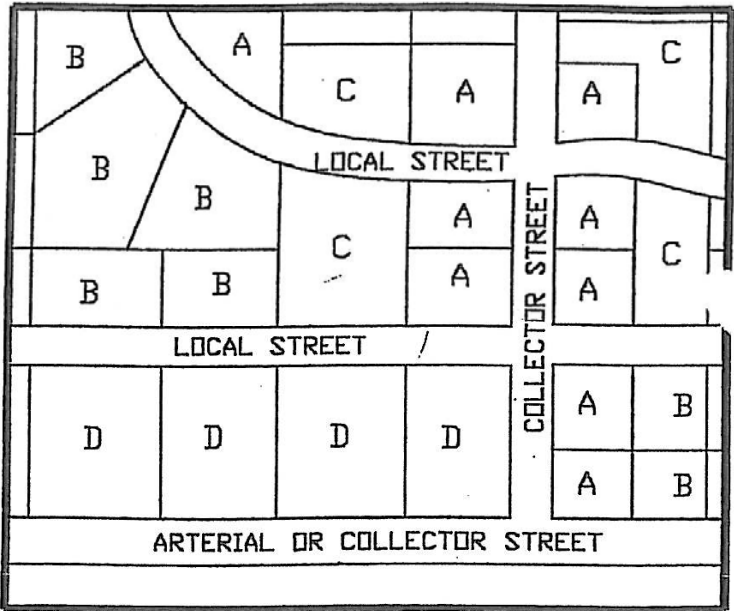 B A C A A C
LOCAL STREET
B B C A A C
A A
B B
COLLECTOR STREET
LOCAL STREET
D D D D A B
A B
ARTERIAL OR COLLECTOR STREET